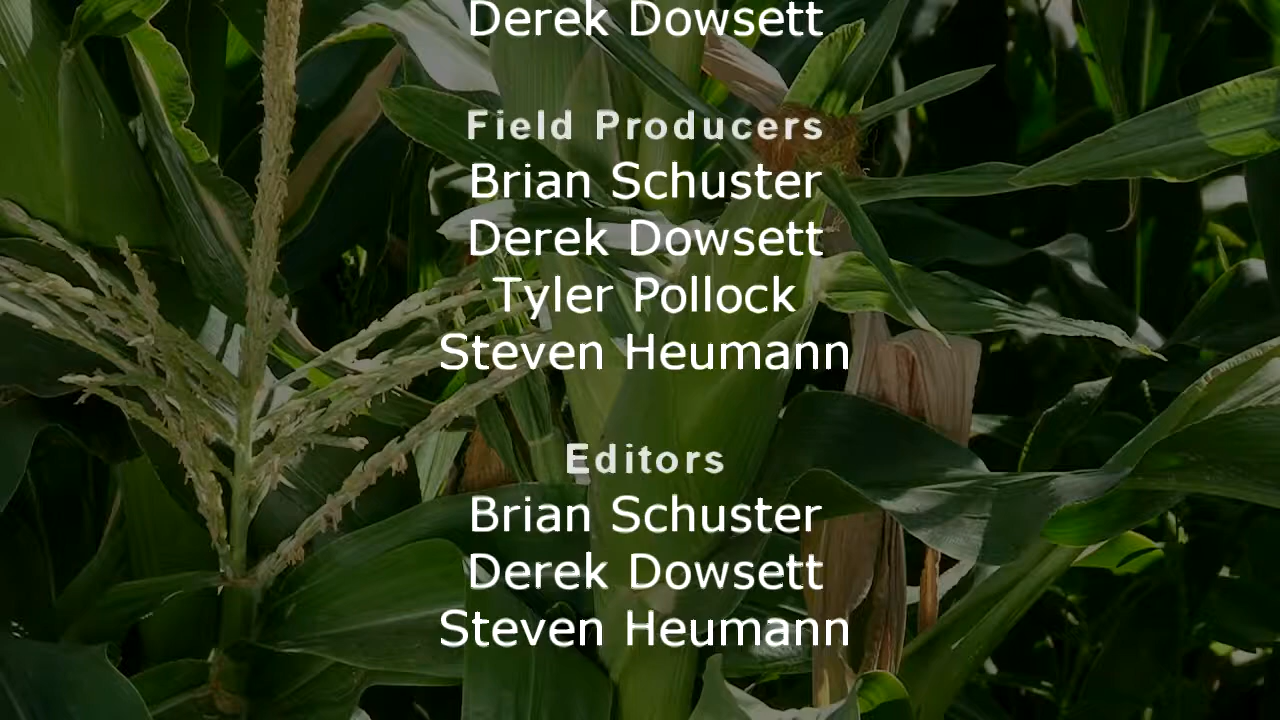 Derek Dowsett
Field Producers
Brian Schuster
Derek Dowsett
Tyler Pollock
Steven Heumann
Editors
Brian Schuster
Derek Dowsett
Steven Heumann